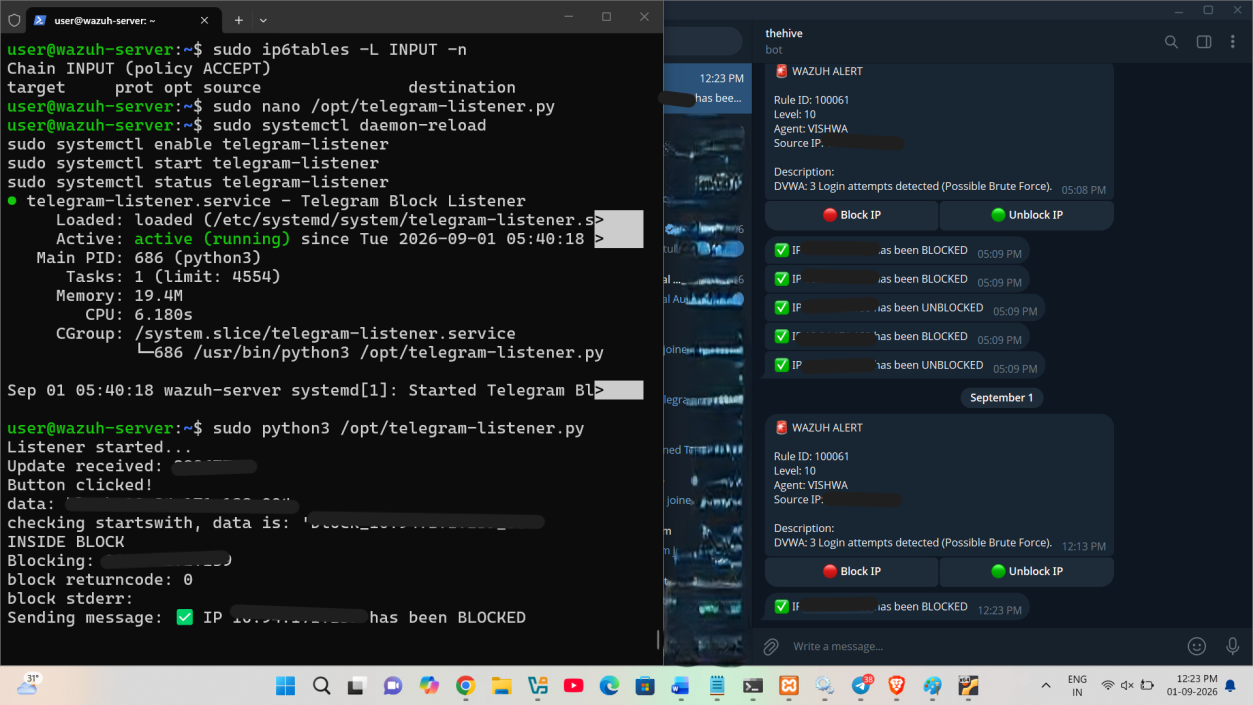 user@wazuh-server: ~
user@wazuh-server:~$ sudo ip6tables -L INPUT -n
Chain INPUT (policy ACCEPT)
target     prot opt source               destination
user@wazuh-server:~$ sudo nano /opt/telegram-listener.py
user@wazuh-server:~$ sudo systemctl daemon-reload
sudo systemctl enable telegram-listener
sudo systemctl start telegram-listener
sudo systemctl status telegram-listener
● telegram-listener.service - Telegram Block Listener
Loaded: loaded (/etc/systemd/system/telegram-listener.s>
Active: active (running) since Tue 2026-09-01 05:40:18 >
Main PID: 686 (python3)
Tasks: 1 (limit: 4554)
Memory: 19.4M
CPU: 6.180s
CGroup: /system.slice/telegram-listener.service
└─686 /usr/bin/python3 /opt/telegram-listener.py
Sep 01 05:40:18 wazuh-server systemd[1]: Started Telegram Bl>
user@wazuh-server:~$ sudo python3 /opt/telegram-listener.py
Listener started...
Update received:
Button clicked!
data:
checking startswith, data is:
INSIDE BLOCK
Blocking:
block returncode: 0
block stderr:
Sending message: ✅ IP has been BLOCKED
12:23 PM
has bee...
thehive
bot
🚨 WAZUH ALERT
Rule ID: 100061
Level: 10
Agent: VISHWA
Source IP.
Description:
DVWA: 3 Login attempts detected (Possible Brute Force). 05:08 PM
🔴 Block IP
🟢 Unblock IP
✅ IP has been BLOCKED 05:09 PM
✅ IP has been BLOCKED 05:09 PM
✅ IP has been UNBLOCKED 05:09 PM
✅ has been BLOCKED 05:09 PM
✅ IP has been UNBLOCKED 05:09 PM
September 1
🚨 WAZUH ALERT
Rule ID: 100061
Level: 10
Agent: VISHWA
Source IP.
Description:
DVWA: 3 Login attempts detected (Possible Brute Force). 12:13 PM
🔴 Block IP
🟢 Unblock IP
✅ has been BLOCKED 12:23 PM
Write a message...
31°
38
ENG
IN
12:23 PM
01-09-2026